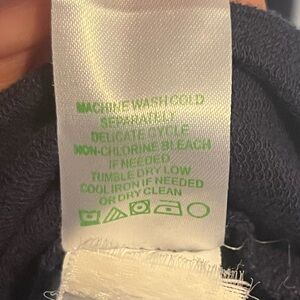 MACHINE WASH COLD
SEPARATELY
DELICATE CYCLE
NON-CHLORINE BLEACH
IF NEEDED
TUMBLE DRY LOW
COOL IRON IF NEEDED
OR DRY CLEAN